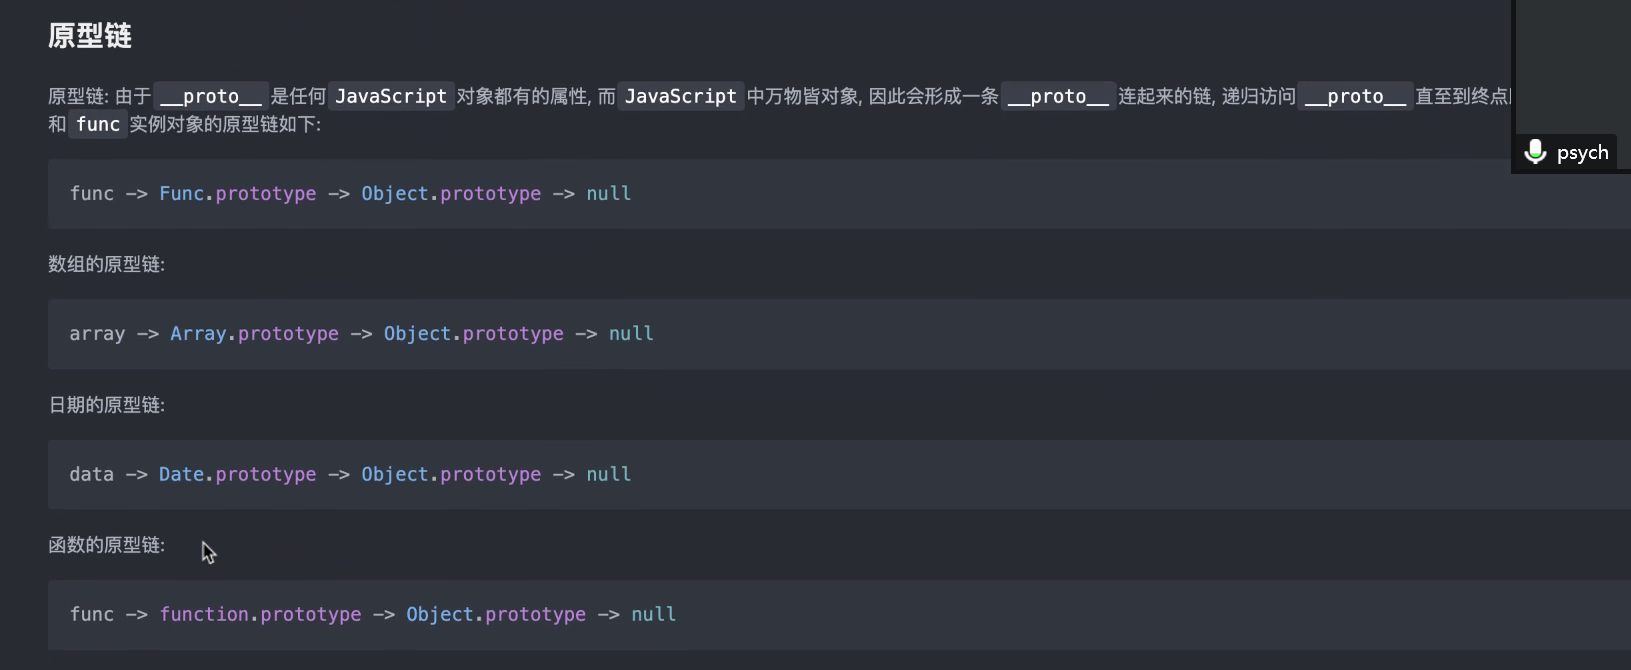 原型链
原型链: 由于 __proto__ 是任何 JavaScript 对象都有的属性, 而 JavaScript 中万物皆对象, 因此会形成一条 __proto__ 连起来的链, 递归访问 __proto__ 直至到终点
psych
和 func 实例对象的原型链如下:
func -> Func.prototype -> Object.prototype -> null
数组的原型链:
array -> Array.prototype -> Object.prototype -> null
日期的原型链:
data -> Date.prototype -> Object.prototype -> null
函数的原型链:
func -> function.prototype -> Object.prototype -> null